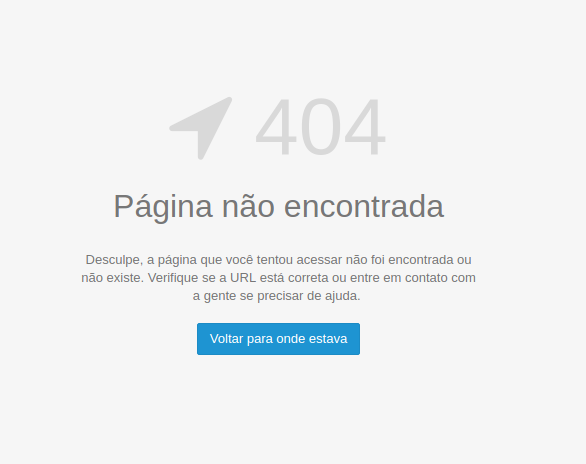 404
Página não encontrada
Desculpe, a página que você tentou acessar não foi encontrada ou
não existe. Verifique se a URL está correta ou entre em contato com
a gente se precisar de ajuda.
Voltar para onde estava